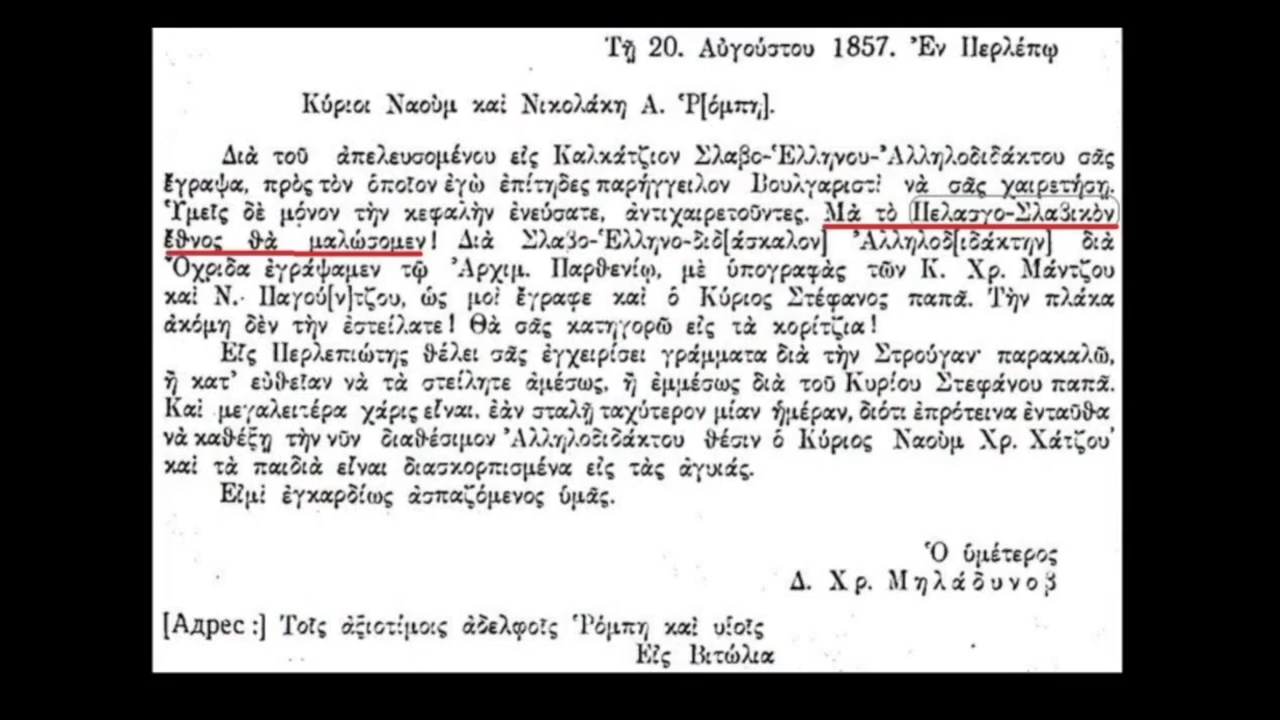 Τῇ 20. Αὐγούστου 1857. Ἐν Περλέπῳ
Κύριοι Ναοὺμ καὶ Νικολάκη Α. Ῥ[όμπη].
Διὰ τοῦ ἀπελευσομένου εἰς Καλκάτζιον Σλαβο-Ἑλληνου-Ἀλληλοδιδάκτου σᾶς
ἔγραψα, πρὸς τὸν ὁποῖον ἐγὼ ἐπίτηδες παρήγγειλον Βουλγαριστὶ νὰ σᾶς χαιρετήσῃ.
Ὑμεῖς δὲ μόνον τὴν κεφαλὴν ἐνεύσατε, ἀντιχαιρετοῦντες. Μὰ τὸ Πελασγο-Σλαβικὸν
ἔθνος θὰ μαλώσομεν! Διὰ Σλαβο-Ἑλληνο-διδ[άσκαλον] Ἀλληλοδ[ιδάκτην] διὰ
Ὄχριδα ἐγράψαμεν τῷ Ἀρχιμ. Παρθενίῳ, μὲ ὑπογραφὰς τῶν Κ. Χρ. Μάντζου
καὶ Ν. Παγού[ν]τζου, ὡς μοὶ ἔγραφε καὶ ὁ Κύριος Στέφανος παπᾶ. Τὴν πλάκα
ἀκόμη δὲν τὴν ἐστείλατε! Θὰ σᾶς κατηγορῶ εἰς τὰ κορίτζια!
Εἷς Περλεπιώτης θέλει σᾶς ἐγχειρίσει γράμματα διὰ τὴν Στρούγαν· παρακαλῶ,
ἢ κατ' εὐθεῖαν νὰ τὰ στείλητε ἀμέσως, ἢ ἐμμέσως διὰ τοῦ Κυρίου Στεφάνου παπᾶ.
Καὶ μεγαλειτέρα χάρις εἶναι, ἐὰν σταλῇ ταχύτερον μίαν ἡμέραν, διότι ἐπρότεινα ἐνταῦθα
νὰ καθέξῃ τὴν νῦν διαθέσιμον Ἀλληλοδιδάκτου θέσιν ὁ Κύριος Ναοὺμ Χρ. Χάτζου'
καὶ τὰ παιδιὰ εἶναι διασκορπισμένα εἰς τὰς ἀγυιάς.
Εἰμὶ ἐγκαρδίως ἀσπαζόμενος ὑμᾶς.
Ὁ ὑμέτερος
Δ. Χρ. Μηλάδυνοβ
[Адрес:] Τοῖς ἀξιοτίμοις ἀδελφοῖς Ῥόμπη καὶ υἱοῖς
Εἰς Βιτώλια